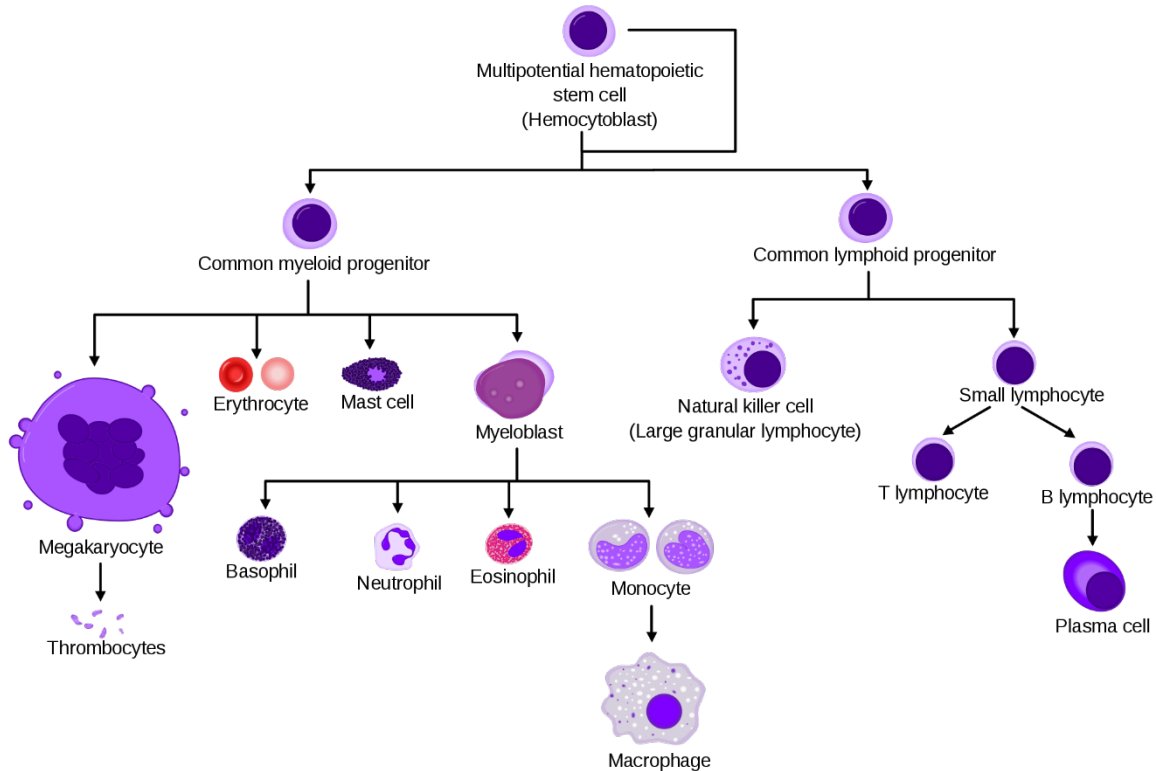 Multipotential hematopoietic
stem cell
(Hemocytoblast)
Common myeloid progenitor
Common lymphoid progenitor
Erythrocyte
Mast cell
Myeloblast
Natural killer cell
(Large granular lymphocyte)
Small lymphocyte
T lymphocyte
B lymphocyte
Megakaryocyte
Basophil
Neutrophil
Eosinophil
Monocyte
Thrombocytes
Plasma cell
Macrophage